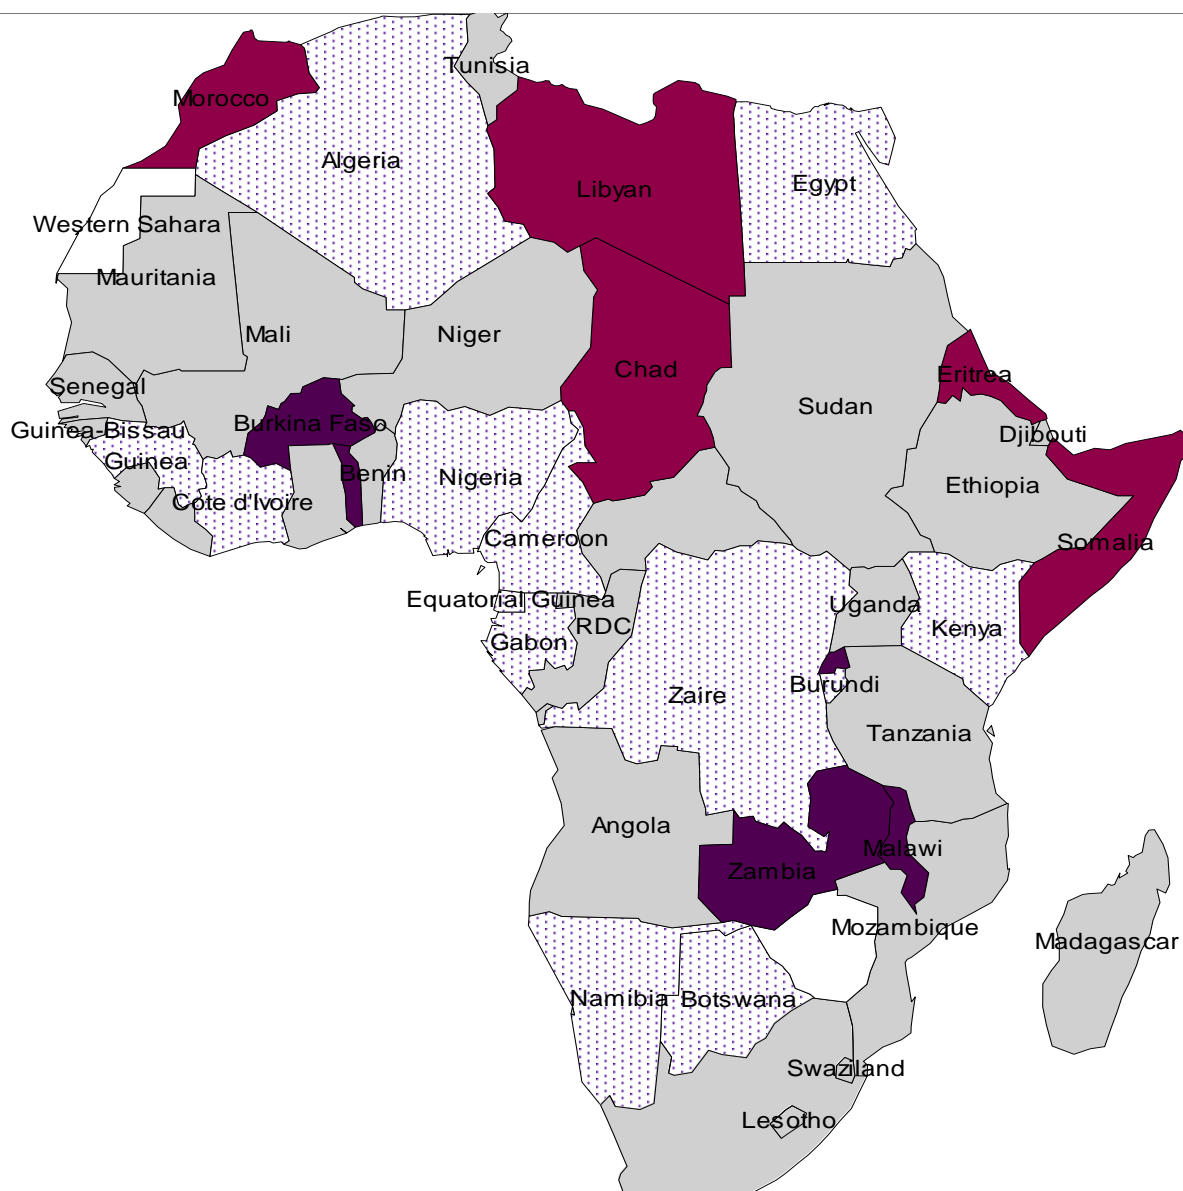 Tunisia
Morocco
Algeria
Libyan
Egypt
Western Sahara
Mauritania
Mali
Niger
Chad
Eritrea
Senegal
Sudan
Burkina Faso
Guinea-Bissau
Djibouti
Guinea
Benin
Nigeria
Ethiopia
Cote d'Ivoire
Cameroon
Somalia
Equatorial Guinea
Uganda
RDC
Kenya
Gabon
Burundi
Zaire
Tanzania
Angola
Malawi
Zambia
Mozambique
Madagascar
Namibia
Botswana
Swaziland
Lesotho